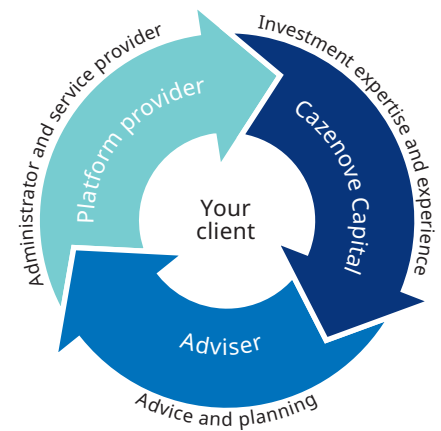 Administrator and service provider
Platform provider
Investment expertise and experience
Cazenove Capital
Your
client
Adviser
Advice and planning